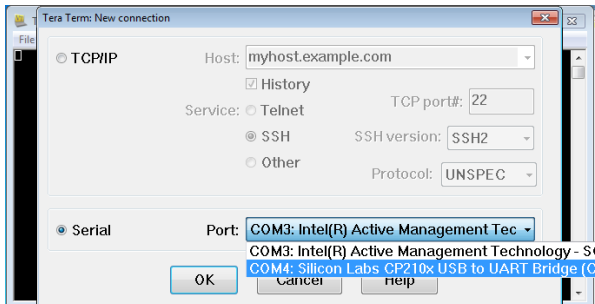 Tera Term: New connection
File
TCP/IP
Host: myhost.example.com
History
Service: Telnet
TCP port#: 22
SSH
SSH version: SSH2
Other
Protocol: UNSPEC
Serial
Port: COM3: Intel(R) Active Management Tec
COM3: Intel(R) Active Management Technology - SO
COM4: Silicon Labs CP210x USB to UART Bridge (C
OK
Cancel
Help